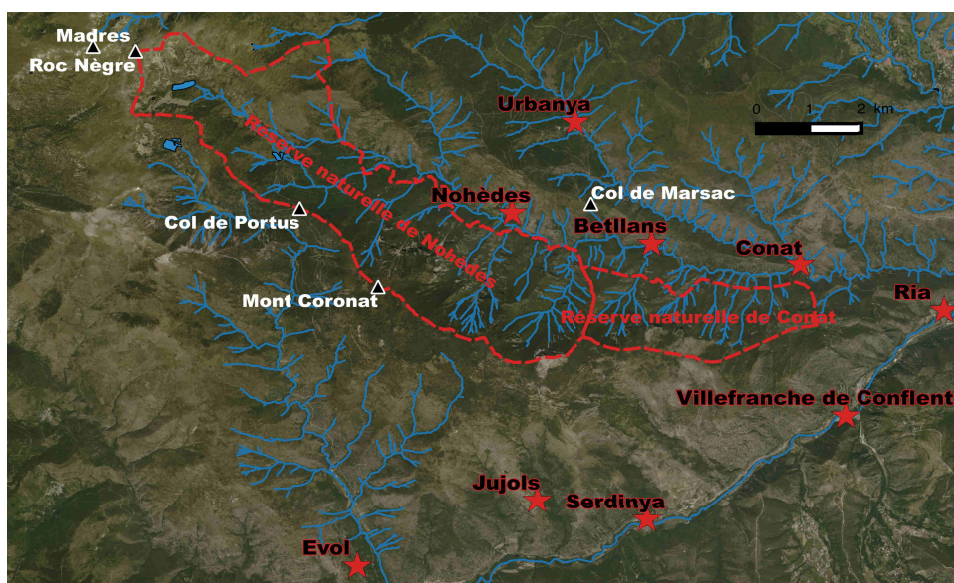 Madres
Roc Nègre
Urbanya
0 1 2 km
Réserve naturelle de Nohèdes
Nohèdes
Col de Marsac
Col de Portus
Betllans
Conat
Mont Coronat
Ria
Réserve naturelle de Conat
Villefranche de Conflent
Jujols
Serdinya
Evol